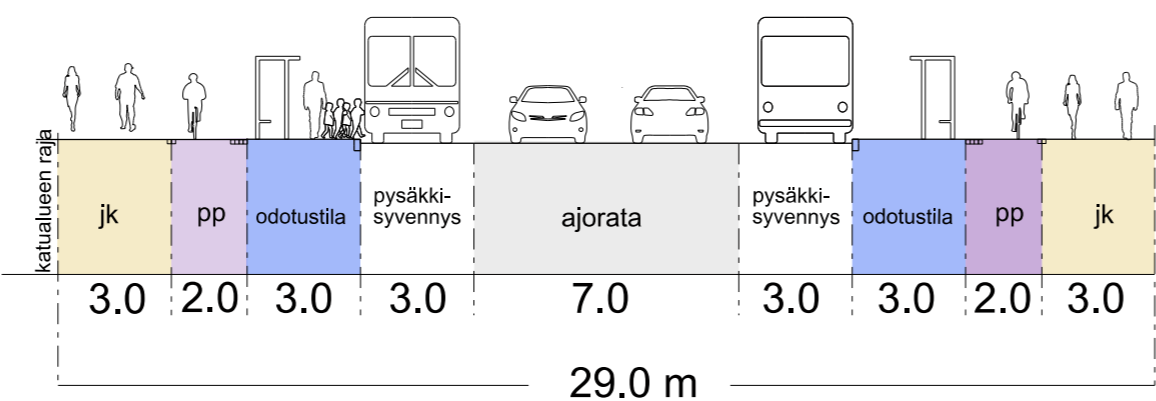 katualueen raja
jk
pp
odotustila
pysäkki-
syvennys
ajorata
pysäkki-
syvennys
odotustila
pp
jk
3.0 2.0 3.0 3.0 7.0 3.0 3.0 2.0 3.0
29.0 m